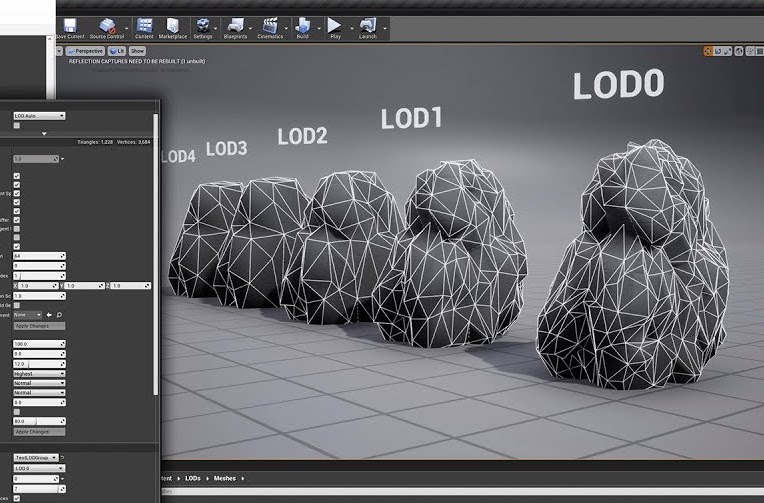 Save Current Source Control Content Marketplace Settings Blueprints Cinematics Build Play Launch
Perspective Lit Show
REFLECTION CAPTURES NEED TO BE REBUILT (1 unbuilt)
LOD0
LOD1
LOD2
LOD3
LOD4
LOD Auto
Triangles: 1,228 Vertices: 3,684
1.0
64
0
1
X 1.0 Y 1.0 Z 1.0
1.0
None
Apply Changes
100.0
0.0
12.0
Highest
Normal
Normal
0.0
80.0
Apply Changes
TestLODGroup
LOD 0
0
7
LODs Meshes